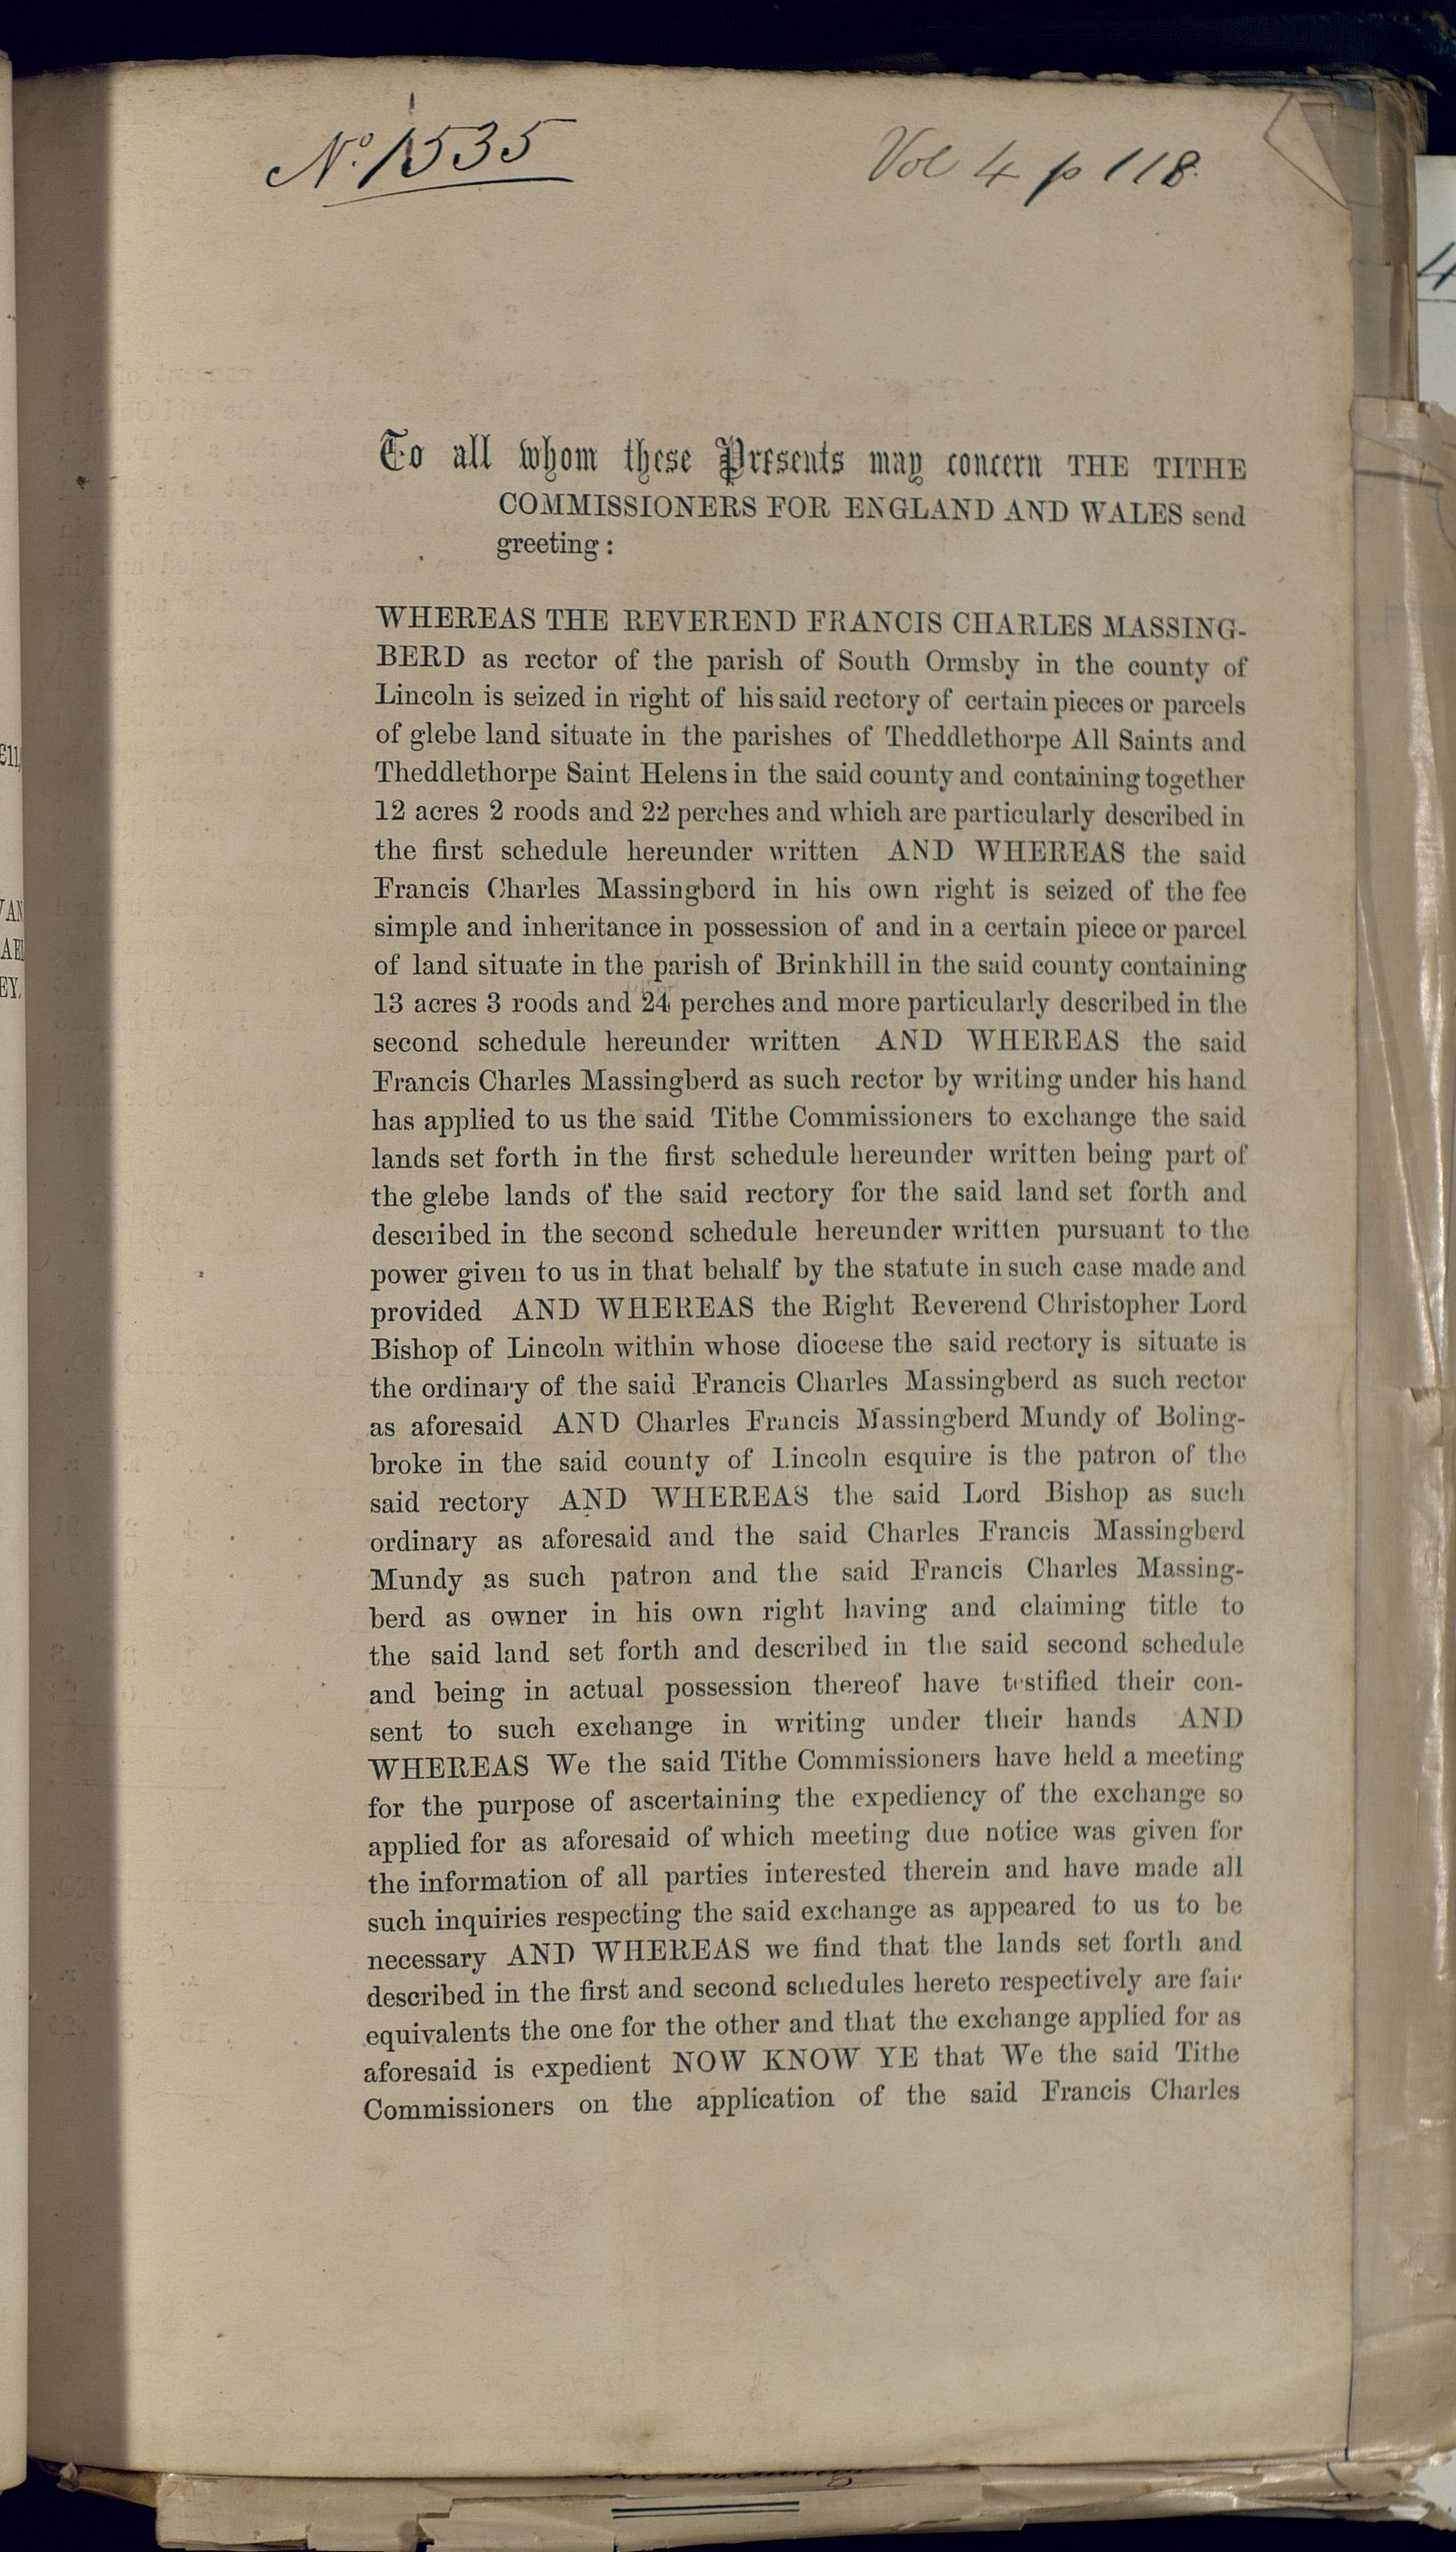 No. 1535
Vol 4 p 118.
4
To all whom these Presents may concern THE TITHE
COMMISSIONERS FOR ENGLAND AND WALES send
greeting:
WHEREAS THE REVEREND FRANCIS CHARLES MASSING-
BERD as rector of the parish of South Ormsby in the county of
Lincoln is seized in right of his said rectory of certain pieces or parcels
of glebe land situate in the parishes of Theddlethorpe All Saints and
Theddlethorpe Saint Helens in the said county and containing together
12 acres 2 roods and 22 perches and which are particularly described in
the first schedule hereunder written AND WHEREAS the said
Francis Charles Massingberd in his own right is seized of the fee
simple and inheritance in possession of and in a certain piece or parcel
of land situate in the parish of Brinkhill in the said county containing
13 acres 3 roods and 24 perches and more particularly described in the
second schedule hereunder written AND WHEREAS the said
Francis Charles Massingberd as such rector by writing under his hand
has applied to us the said Tithe Commissioners to exchange the said
lands set forth in the first schedule hereunder written being part of
the glebe lands of the said rectory for the said land set forth and
described in the second schedule hereunder written pursuant to the
power given to us in that behalf by the statute in such case made and
provided AND WHEREAS the Right Reverend Christopher Lord
Bishop of Lincoln within whose diocese the said rectory is situate is
the ordinary of the said Francis Charles Massingberd as such rector
as aforesaid AND Charles Francis Massingberd Mundy of Boling-
broke in the said county of Lincoln esquire is the patron of the
said rectory AND WHEREAS the said Lord Bishop as such
ordinary as aforesaid and the said Charles Francis Massingberd
Mundy as such patron and the said Francis Charles Massing-
berd as owner in his own right having and claiming title to
the said land set forth and described in the said second schedule
and being in actual possession thereof have testified their con-
sent to such exchange in writing under their hands AND
WHEREAS We the said Tithe Commissioners have held a meeting
for the purpose of ascertaining the expediency of the exchange so
applied for as aforesaid of which meeting due notice was given for
the information of all parties interested therein and have made all
such inquiries respecting the said exchange as appeared to us to be
necessary AND WHEREAS we find that the lands set forth and
described in the first and second schedules hereto respectively are fair
equivalents the one for the other and that the exchange applied for as
aforesaid is expedient NOW KNOW YE that We the said Tithe
Commissioners on the application of the said Francis Charles